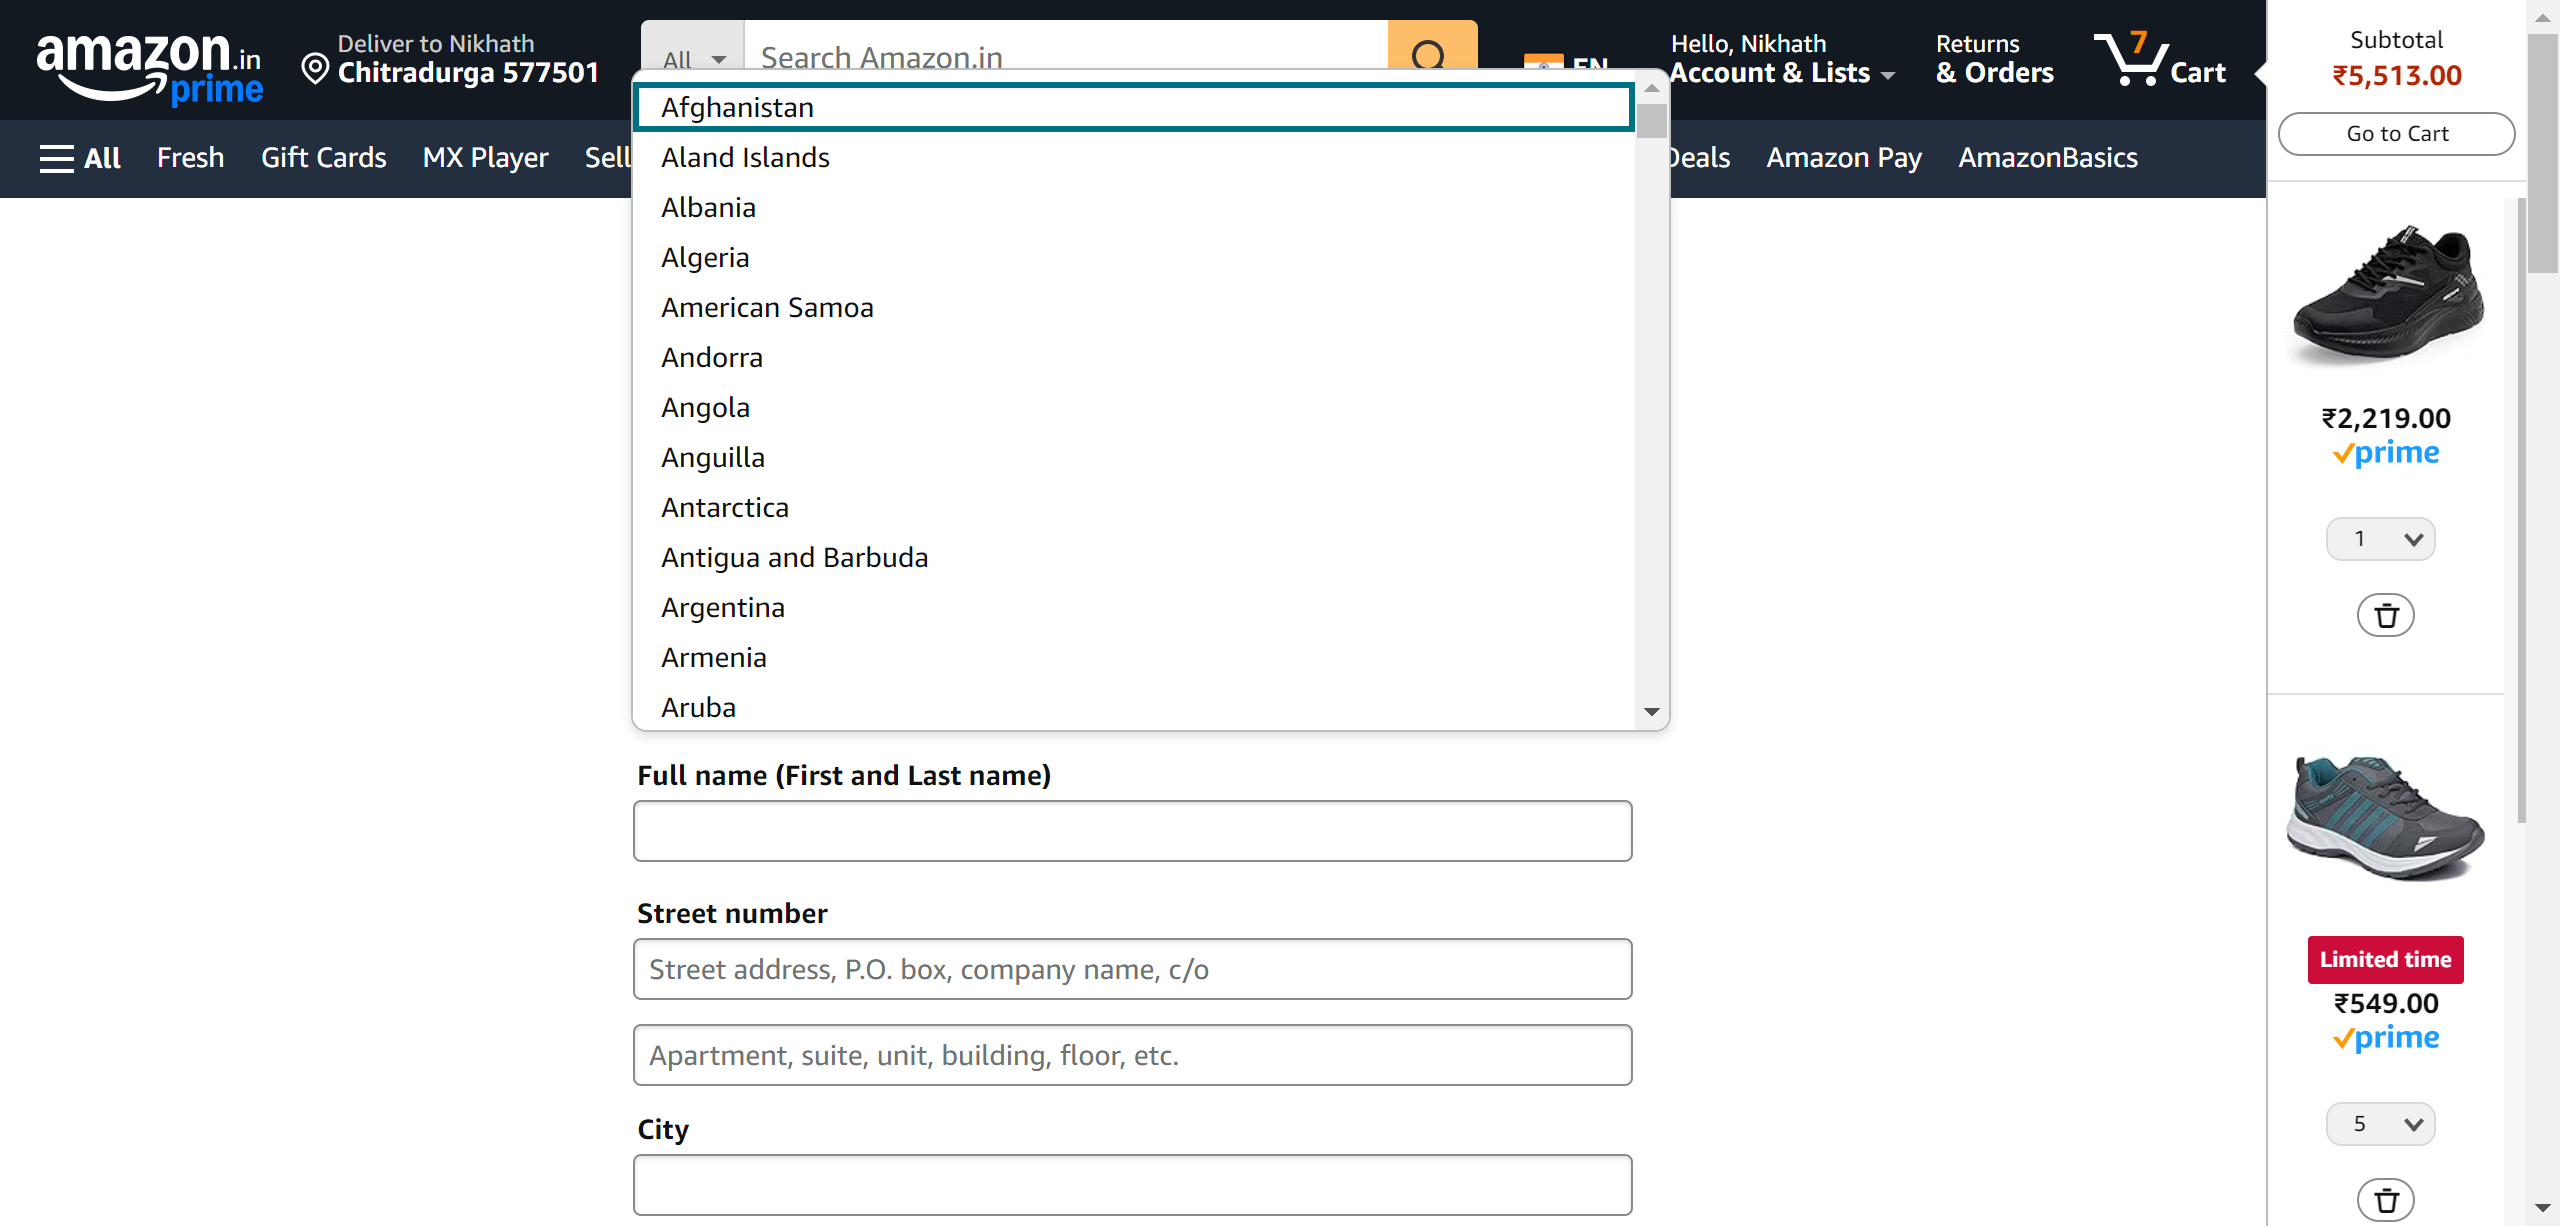 amazon.in
prime
Deliver to Nikhath
Chitradurga 577501
All
Search Amazon.in
EN
Hello, Nikhath
Account & Lists
Returns
& Orders
7
Cart
All
Fresh
Gift Cards
MX Player
Sell
Deals
Amazon Pay
AmazonBasics
Afghanistan
Aland Islands
Albania
Algeria
American Samoa
Andorra
Angola
Anguilla
Antarctica
Antigua and Barbuda
Argentina
Armenia
Aruba
Full name (First and Last name)
Street number
Street address, P.O. box, company name, c/o
Apartment, suite, unit, building, floor, etc.
City
Subtotal
₹5,513.00
Go to Cart
₹2,219.00
prime
1
Limited time
₹549.00
prime
5